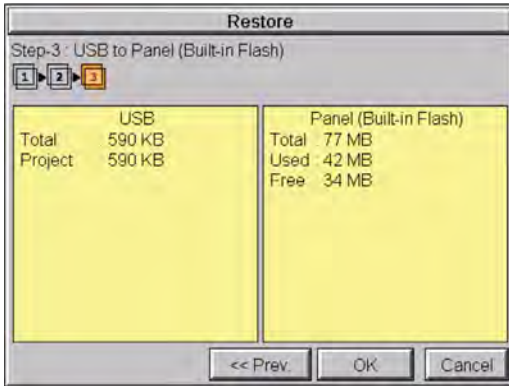 Restore
Step-3 : USB to Panel (Built-in Flash)
1 2 3
USB
Total 590 KB
Project 590 KB
Panel (Built-in Flash)
Total 77 MB
Used 42 MB
Free 34 MB
<< Prev. OK Cancel